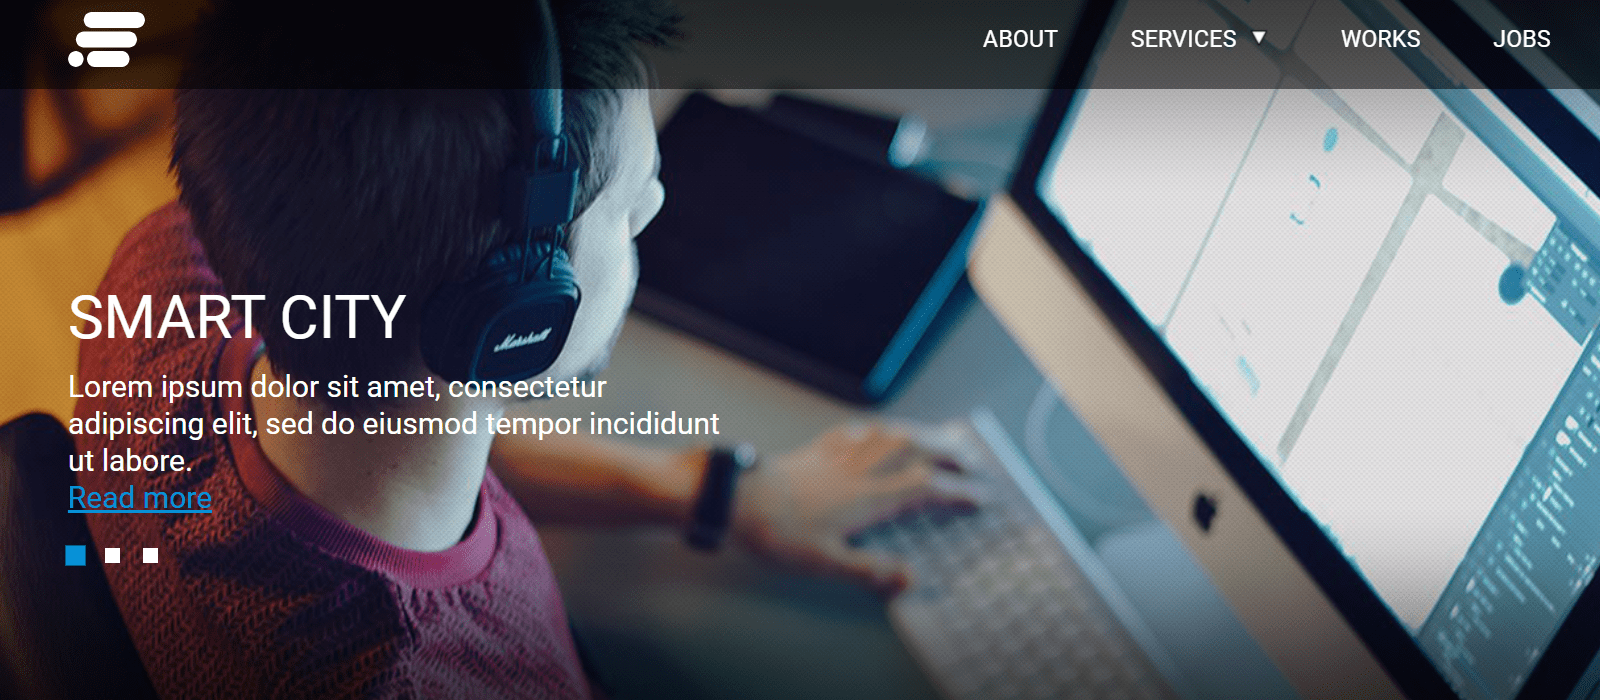 ABOUT SERVICES ▼ WORKS JOBS
SMART CITY
Marshall
Lorem ipsum dolor sit amet, consectetur
adipiscing elit, sed do eiusmod tempor incididunt
ut labore.
Read more